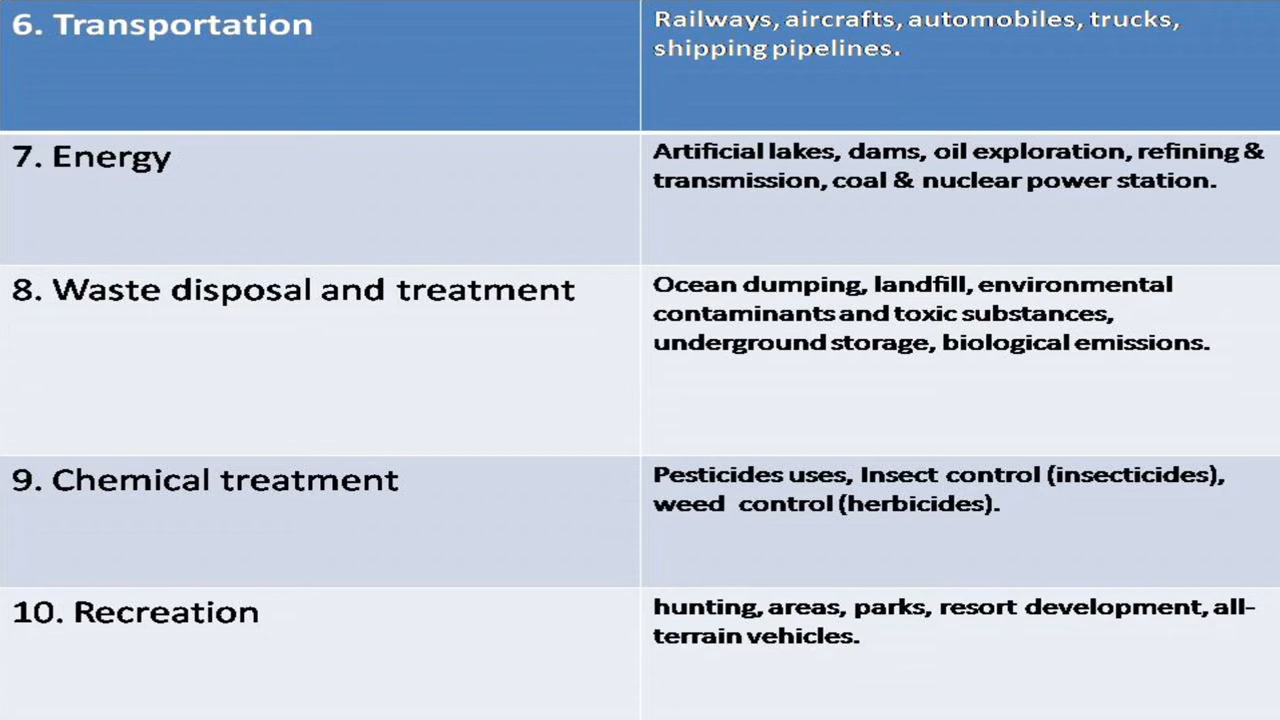 6. Transportation
Railways, aircrafts, automobiles, trucks,
shipping pipelines.
7. Energy
Artificial lakes, dams, oil exploration, refining &
transmission, coal & nuclear power station.
8. Waste disposal and treatment
Ocean dumping, landfill, environmental
contaminants and toxic substances,
underground storage, biological emissions.
9. Chemical treatment
Pesticides uses, Insect control (insecticides),
weed control (herbicides).
10. Recreation
hunting, areas, parks, resort development, all-
terrain vehicles.